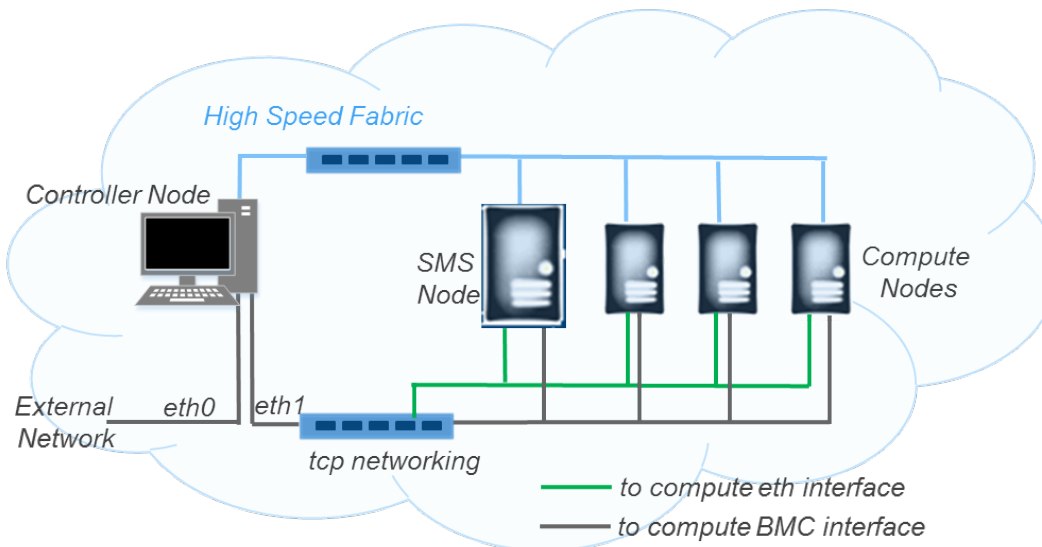 High Speed Fabric
Controller Node
SMS
Node
Compute
Nodes
External
Network
eth0
eth1
tcp networking
to compute eth interface
to compute BMC interface